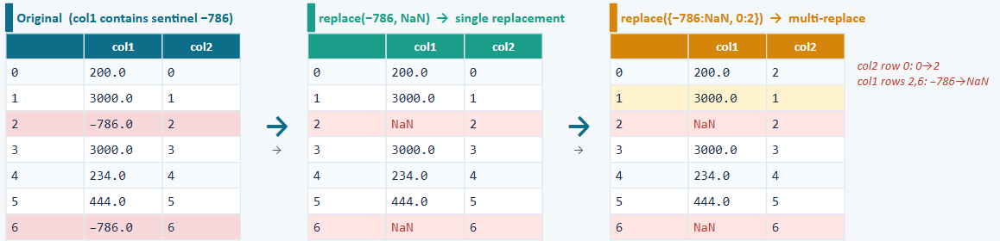 Original  (col1 contains sentinel −786)
col1 col2
0 200.0 0
1 3000.0 1
2 −786.0 2
3 3000.0 3
4 234.0 4
5 444.0 5
6 −786.0 6
→
→
replace(−786, NaN) → single replacement
col1 col2
0 200.0 0
1 3000.0 1
2 NaN 2
3 3000.0 3
4 234.0 4
5 444.0 5
6 NaN 6
→
→
replace({−786:NaN, 0:2}) → multi-replace
col1 col2
0 200.0 2
1 3000.0 1
2 NaN 2
3 3000.0 3
4 234.0 4
5 444.0 5
6 NaN 6
col2 row 0: 0→2
col1 rows 2,6: −786→NaN